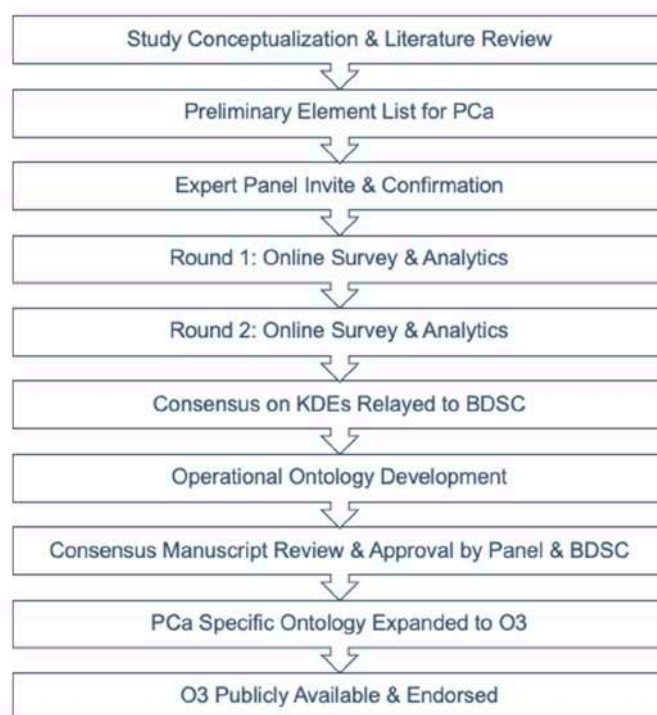 Study Conceptualization & Literature Review
Preliminary Element List for PCa
Expert Panel Invite & Confirmation
Round 1: Online Survey & Analytics
Round 2: Online Survey & Analytics
Consensus on KDEs Relayed to BDSC
Operational Ontology Development
Consensus Manuscript Review & Approval by Panel & BDSC
PCa Specific Ontology Expanded to O3
O3 Publicly Available & Endorsed